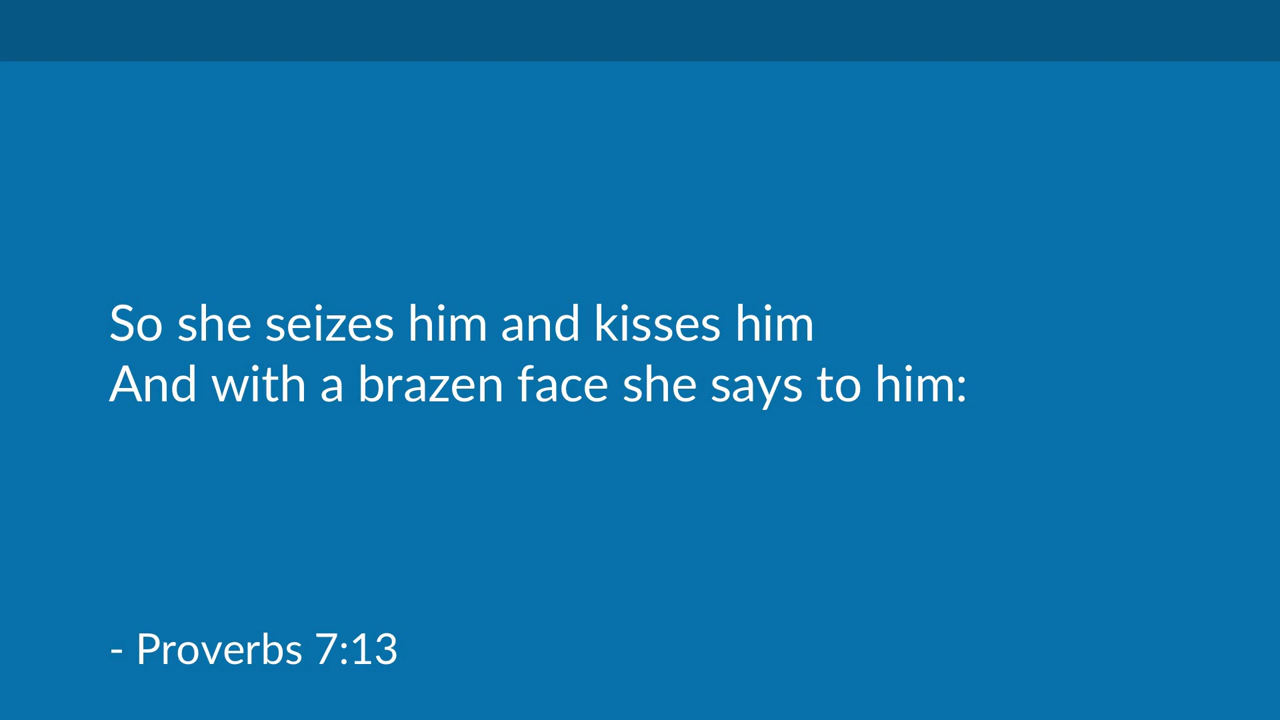 So she seizes him and kisses him
And with a brazen face she says to him:
- Proverbs 7:13